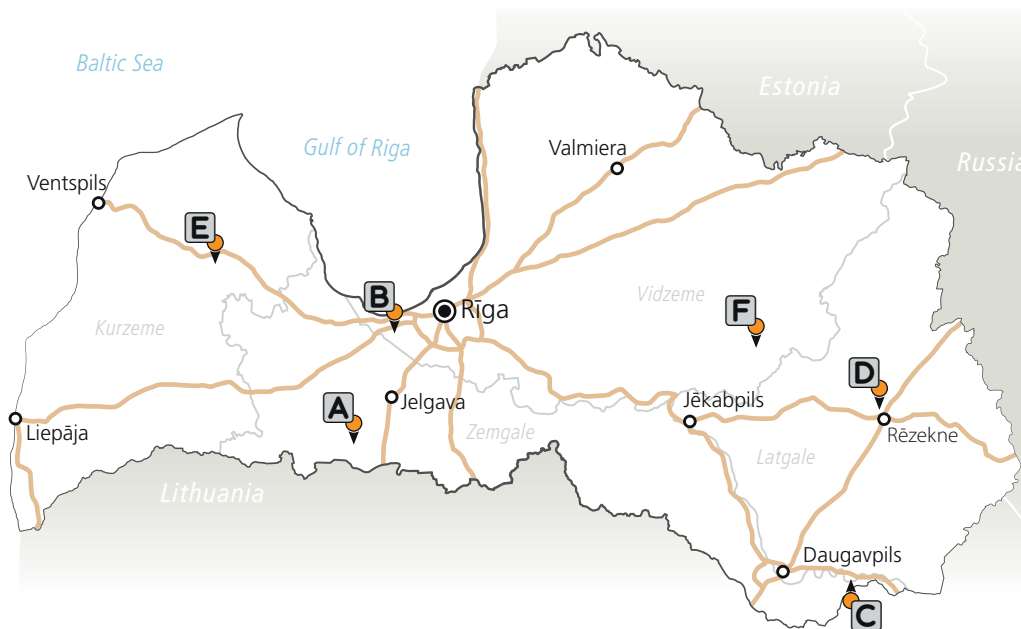 Baltic Sea
Estonia
Gulf of Riga
Valmiera
Russia
Ventspils
E
B
Rīga
Vidzeme
F
Kurzeme
D
A
Jelgava
Jēkabpils
Liepāja
Zemgale
Rēzekne
Latgale
Lithuania
Daugavpils
C